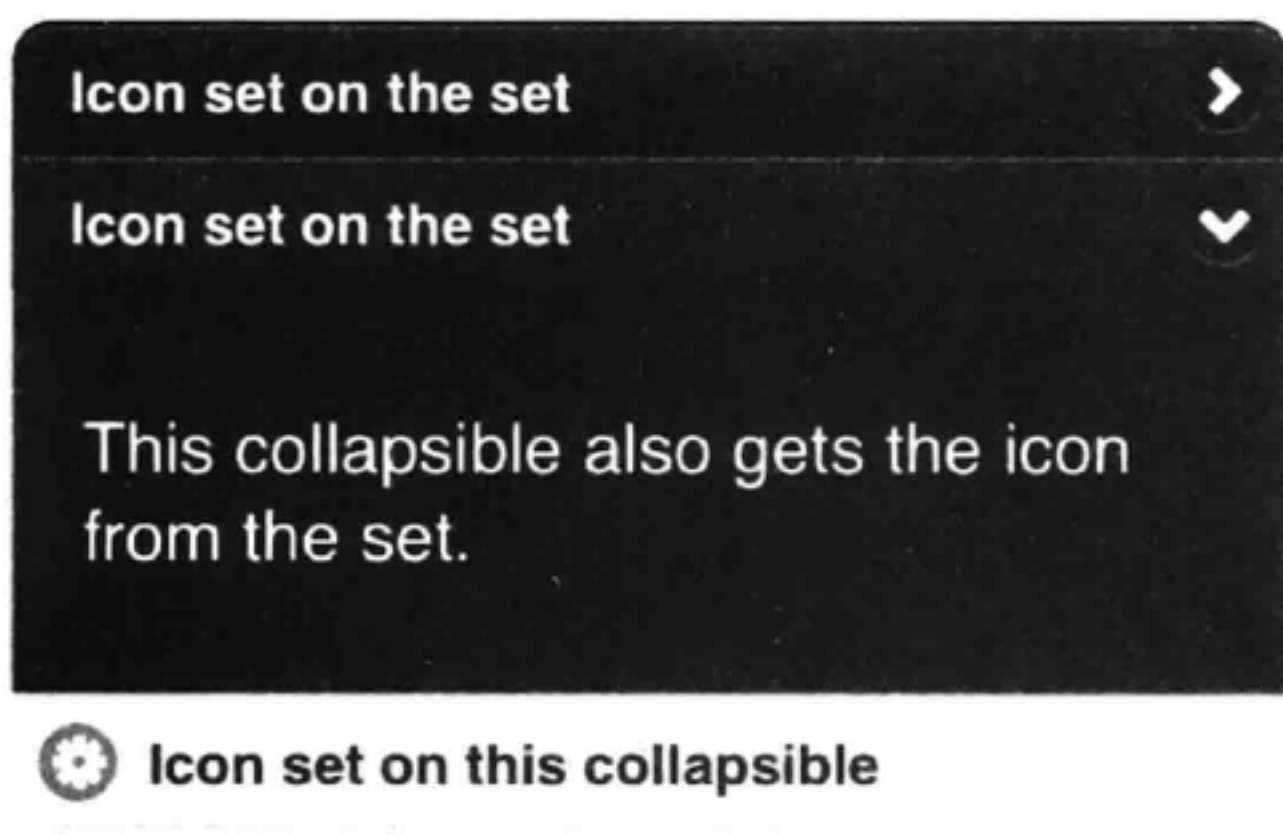 Icon set on the set
Icon set on the set
This collapsible also gets the icon
from the set.
Icon set on this collapsible